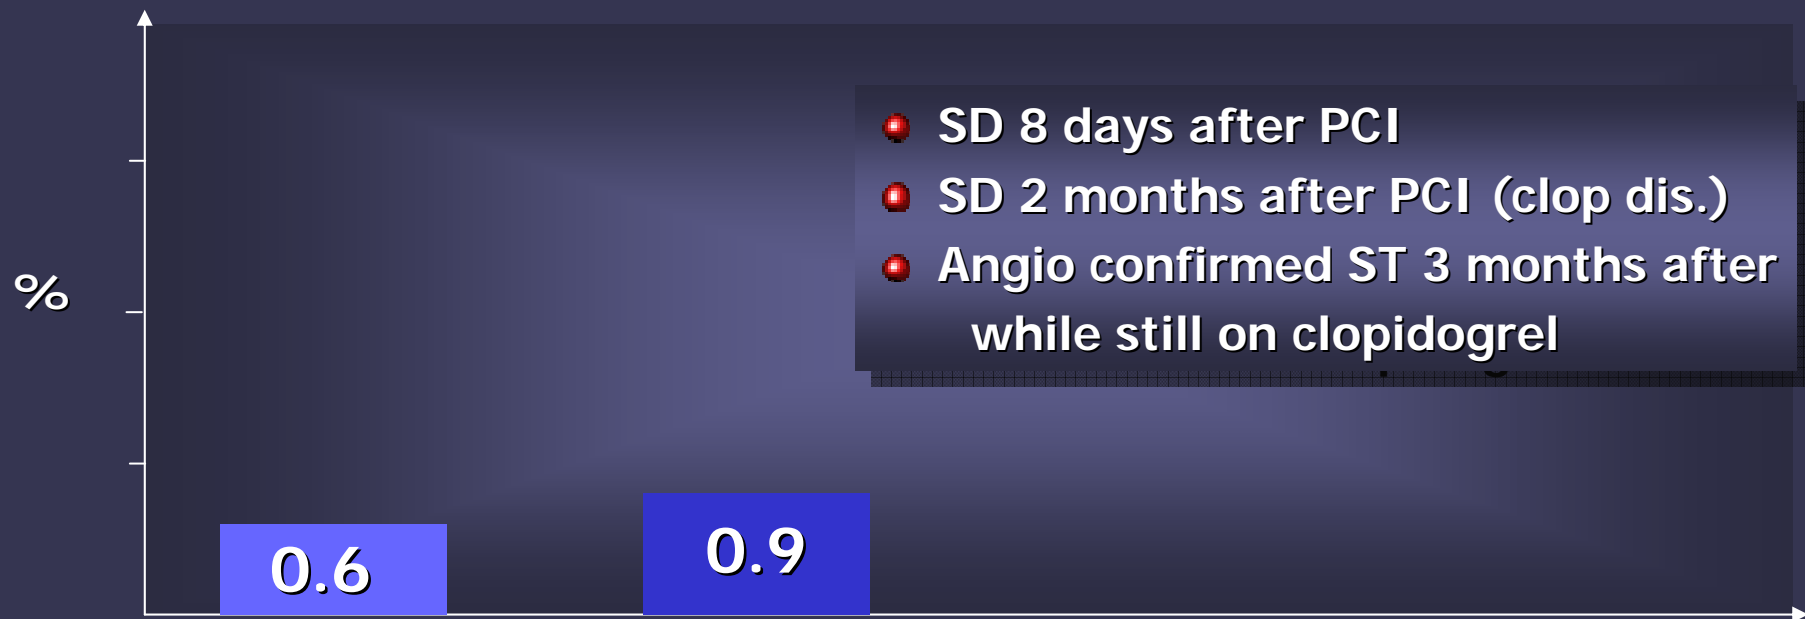 SD 8 days after PCI
SD 2 months after PCI (clop dis.)
Angio confirmed ST 3 months after
while still on clopidogrel
%
0.6
0.9